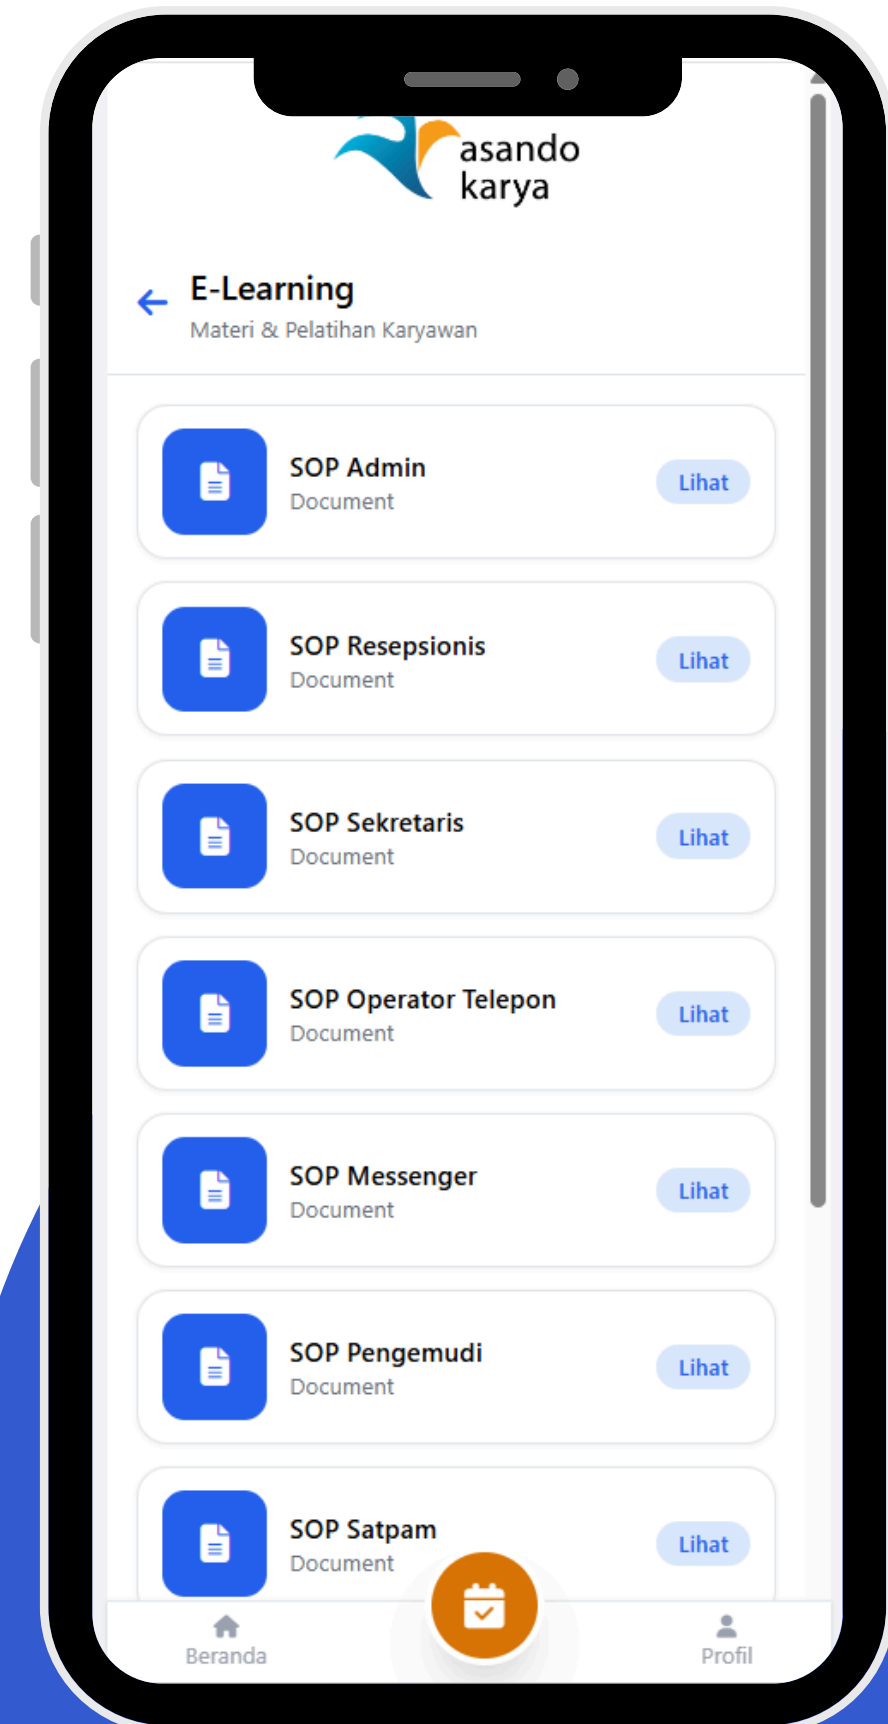 asando
karya
E-Learning
Materi & Pelatihan Karyawan
SOP Admin
Document
Lihat
SOP Resepsionis
Document
Lihat
SOP Sekretaris
Document
Lihat
SOP Operator Telepon
Document
Lihat
SOP Messenger
Document
Lihat
SOP Pengemudi
Document
Lihat
SOP Satpam
Document
Lihat
Beranda
Profil